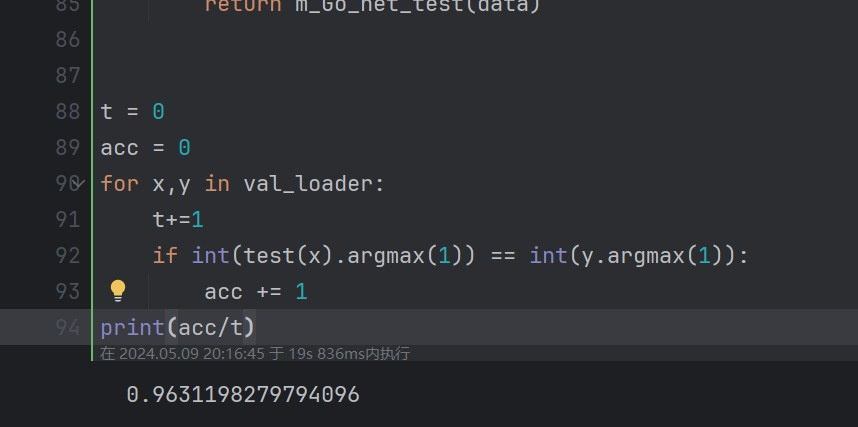 85 return m_Go_net_test(data)
86
87
88 t = 0
89 acc = 0
90 for x,y in val_loader:
91 t+=1
92 if int(test(x).argmax(1)) == int(y.argmax(1)):
93 acc += 1
94 print(acc/t)
在 2024.05.09 20:16:45 于 19s 836ms内执行
0.9631198279794096